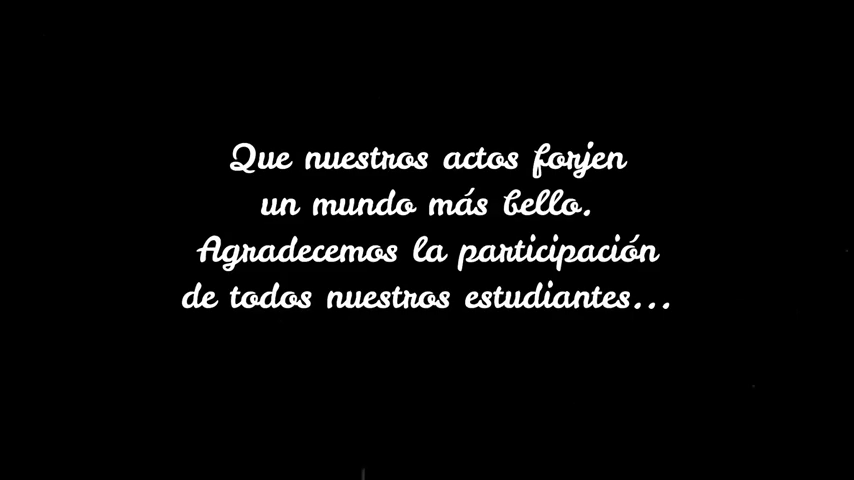 Que nuestros actos forjen
un mundo más bello.
Agradecemos la participación
de todos nuestros estudiantes...